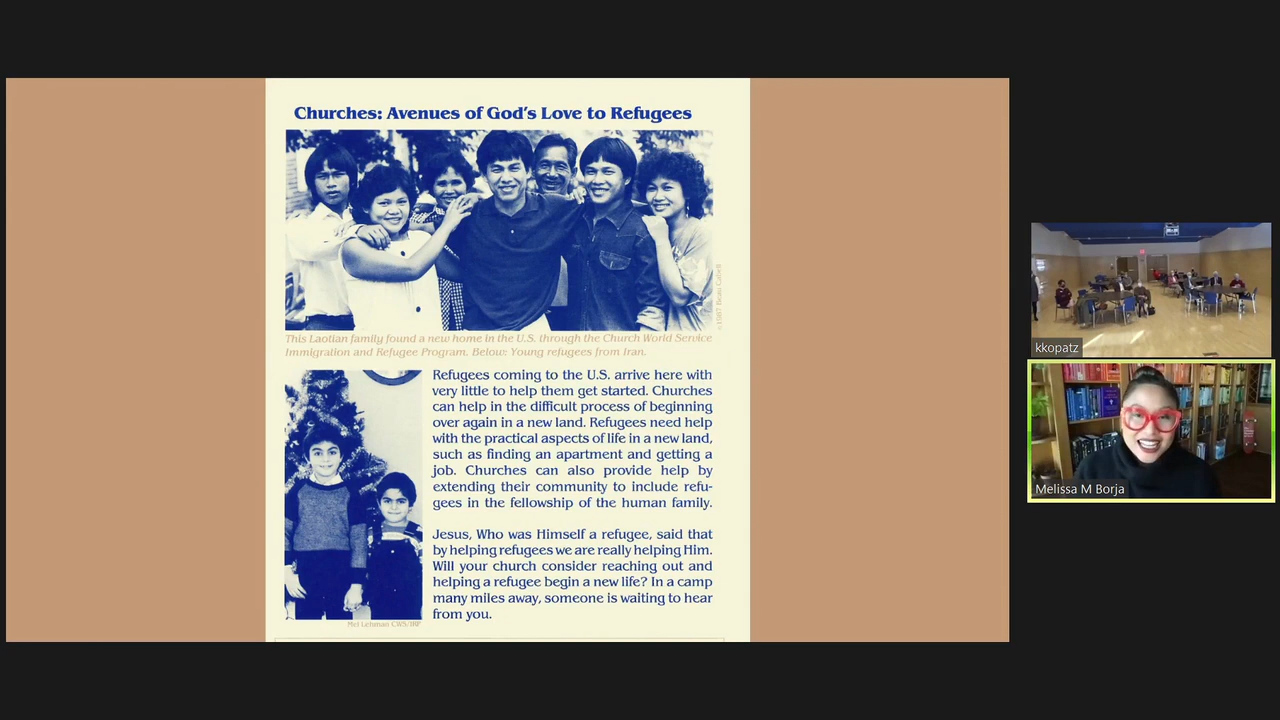 Churches: Avenues of God's Love to Refugees
©1987 Beau Cabell
This Laotian family found a new home in the U.S. through the Church World Service
Immigration and Refugee Program. Below: Young refugees from Iran.
Refugees coming to the U.S. arrive here with
very little to help them get started. Churches
can help in the difficult process of beginning
over again in a new land. Refugees need help
with the practical aspects of life in a new land,
such as finding an apartment and getting a
job. Churches can also provide help by
extending their community to include refu-
gees in the fellowship of the human family.
Jesus, Who was Himself a refugee, said that
by helping refugees we are really helping Him.
Will your church consider reaching out and
helping a refugee begin a new life? In a camp
many miles away, someone is waiting to hear
from you.
Mel Lehman CWS/IRP
kkopatz
Melissa M Borja